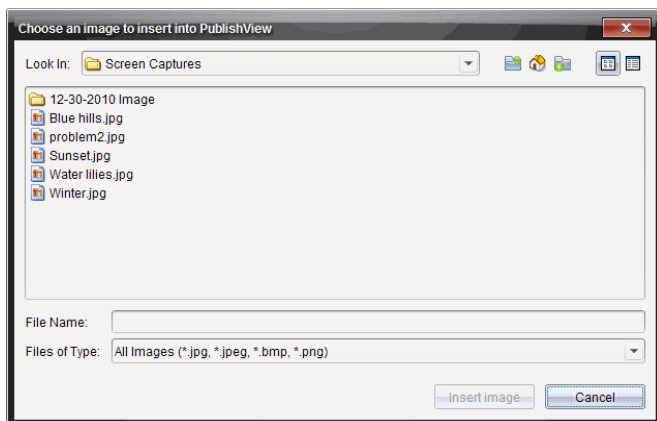 Choose an image to insert into PublishView
Look In: Screen Captures
12-30-2010 Image
Blue hills.jpg
problem2.jpg
Sunset.jpg
Water lilies.jpg
Winter.jpg
File Name:
Files of Type: All Images (*.jpg, *.jpeg, *.bmp, *.png)
Insert image Cancel